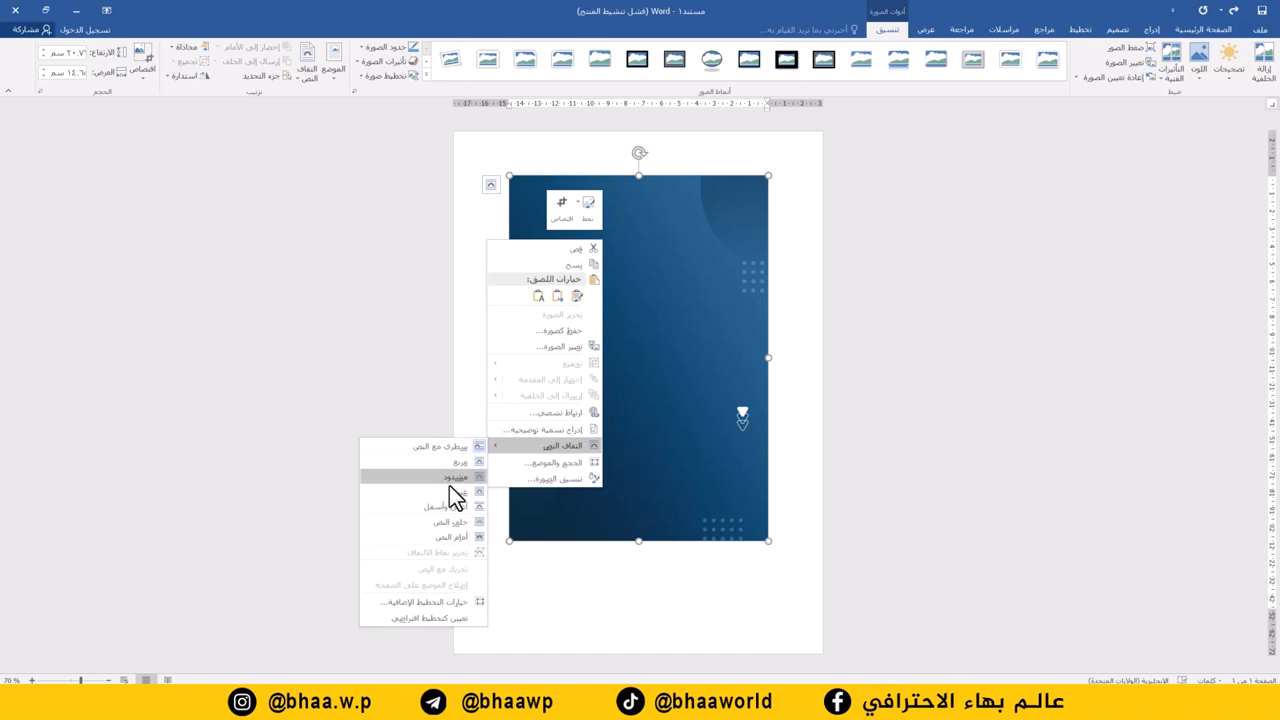 مستند١ - Word (فشل تنشيط المنتج)
أدوات الصورة
ملف
الصفحة الرئيسية
إدراج
تصميم
تخطيط
مراجع
مراسلات
مراجعة
عرض
تنسيق
أخبرني بما تريد القيام به...
تسجيل الدخول
مشاركة
إزالة الخلفية
تصحيحات
اللون
التأثيرات الفنية
ضغط الصور
تغيير الصورة
إعادة تعيين الصورة
ضبط
أنماط الصور
حدود الصورة
تأثيرات الصورة
تخطيط صورة
الموضع
التفاف النص
إحضار إلى الأمام
إرسال إلى الخلف
جزء التحديد
محاذاة
تجميع
استدارة
ترتيب
اقتصاص
الارتفاع:
العرض:
الحجم
نمط
اقتصاص
قص
نسخ
خيارات اللصق:
تحرير الصورة
حفظ كصورة...
تغيير الصورة...
تجميع
إحضار إلى المقدمة
إرسال إلى الخلفية
ارتباط تشعبي...
إدراج تسمية توضيحية...
التفاف النص
الحجم والموضع...
تنسيق الصورة...
سطري مع النص
مربع
مشدود
وأسفل
خلف النص
أمام النص
تحرير نقاط الالتفاف
تحريك مع النص
إصلاح الموضع على الصفحة
خيارات التخطيط الإضافية...
تعيين كتخطيط افتراضي
الصفحة ١ من ١
كلمات
الإنجليزية (الولايات المتحدة)
70 %
@bhaa.w.p
@bhaawp
@bhaaworld
عالم بهاء الاحترافي